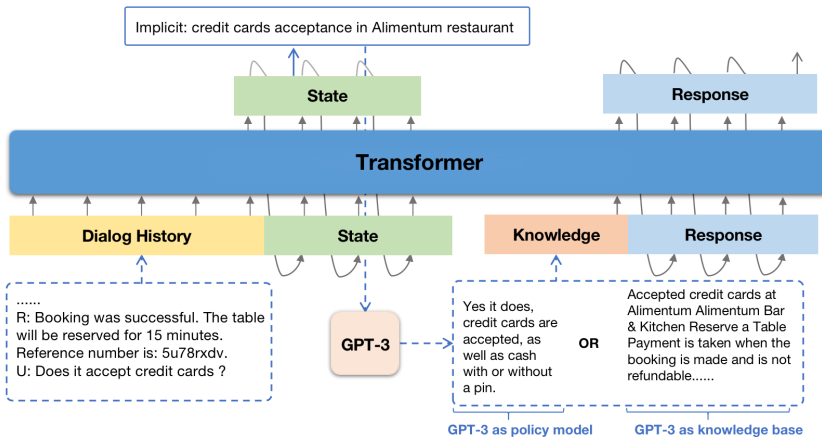 Implicit: credit cards acceptance in Alimentum restaurant
State
Response
Transformer
Dialog History
State
Knowledge
Response
......
R: Booking was successful. The table
will be reserved for 15 minutes.
Reference number is: 5u78rxdv.
U: Does it accept credit cards ?
GPT-3
Yes it does,
credit cards are
accepted, as
well as cash
with or without
a pin.
OR
Accepted credit cards at
Alimentum Alimentum Bar
& Kitchen Reserve a Table
Payment is taken when the
booking is made and is not
refundable......
GPT-3 as policy model
GPT-3 as knowledge base